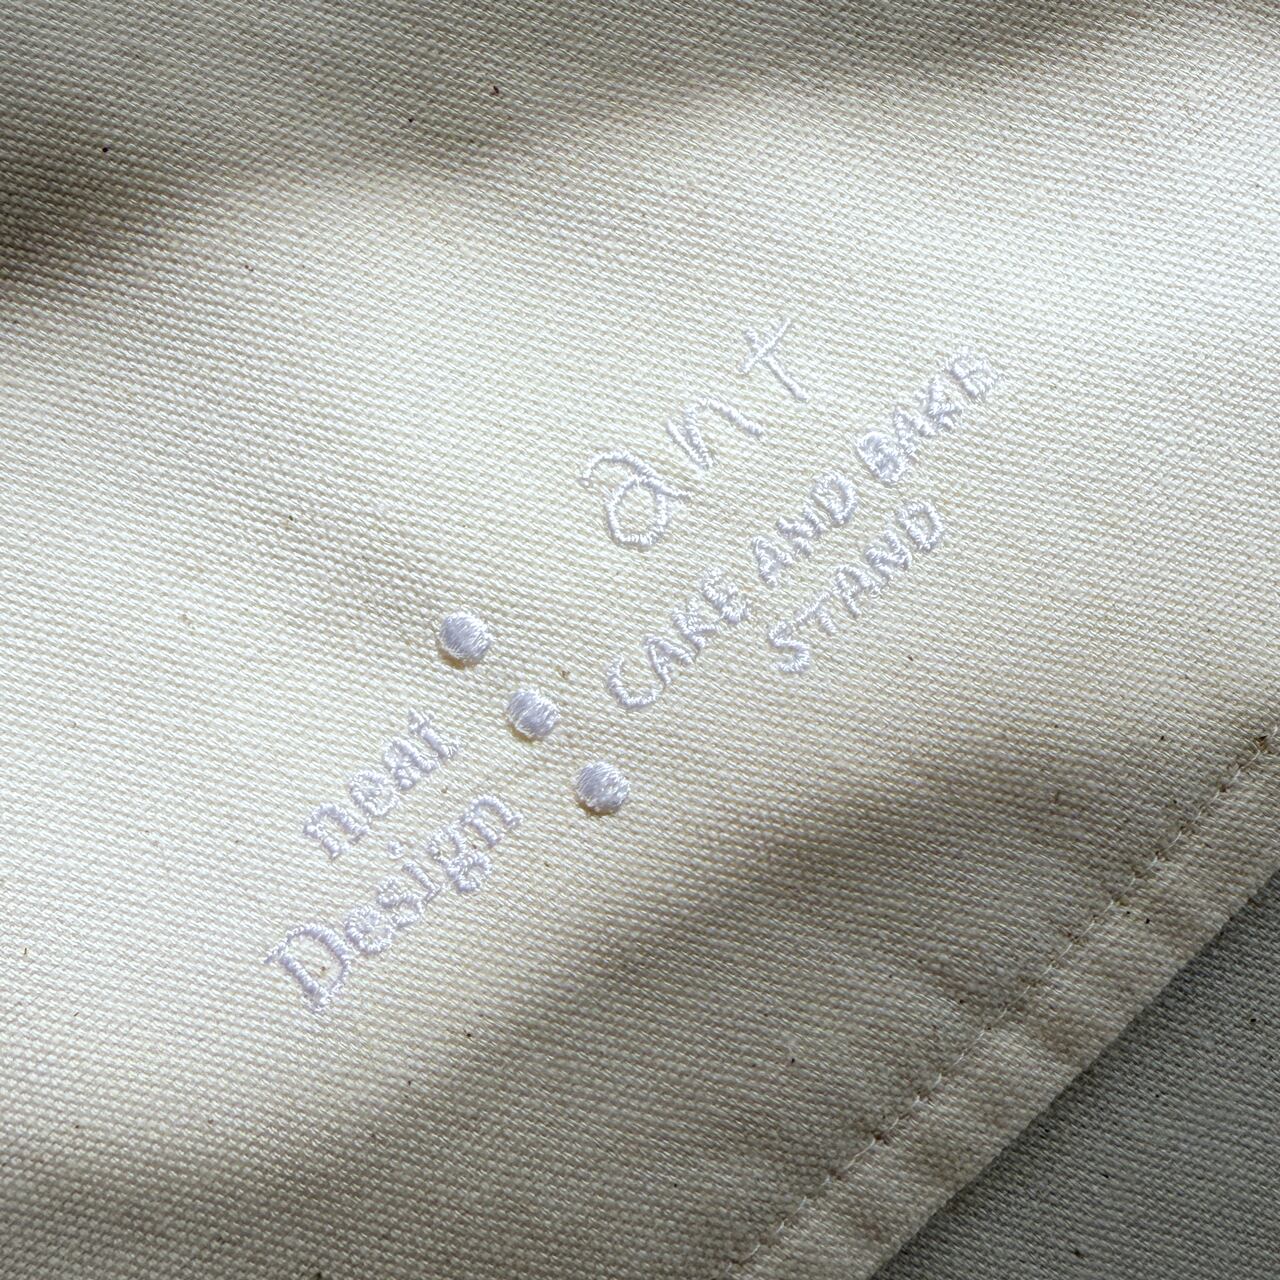 neat
Design
ant
CAKE AND BAKE
STAND